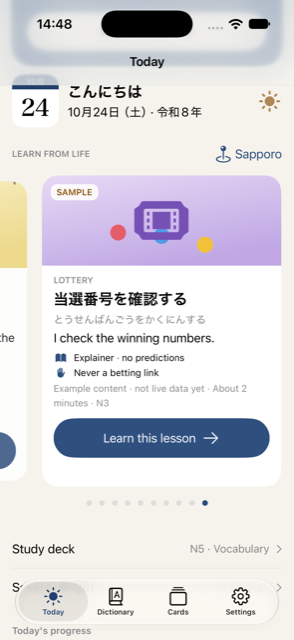 14:48
Today
24
こんにちは
10月24日（土）· 令和8年
LEARN FROM LIFE
Sapporo
SAMPLE
LOTTERY
当選番号を確認する
とうせんばんごうをかくにんする
the
I check the winning numbers.
Explainer · no predictions
Never a betting link
Example content · not live data yet · About 2
minutes · N3
Learn this lesson →
Study deck
N5 · Vocabulary
Today
Dictionary
Cards
Settings
Today's progress